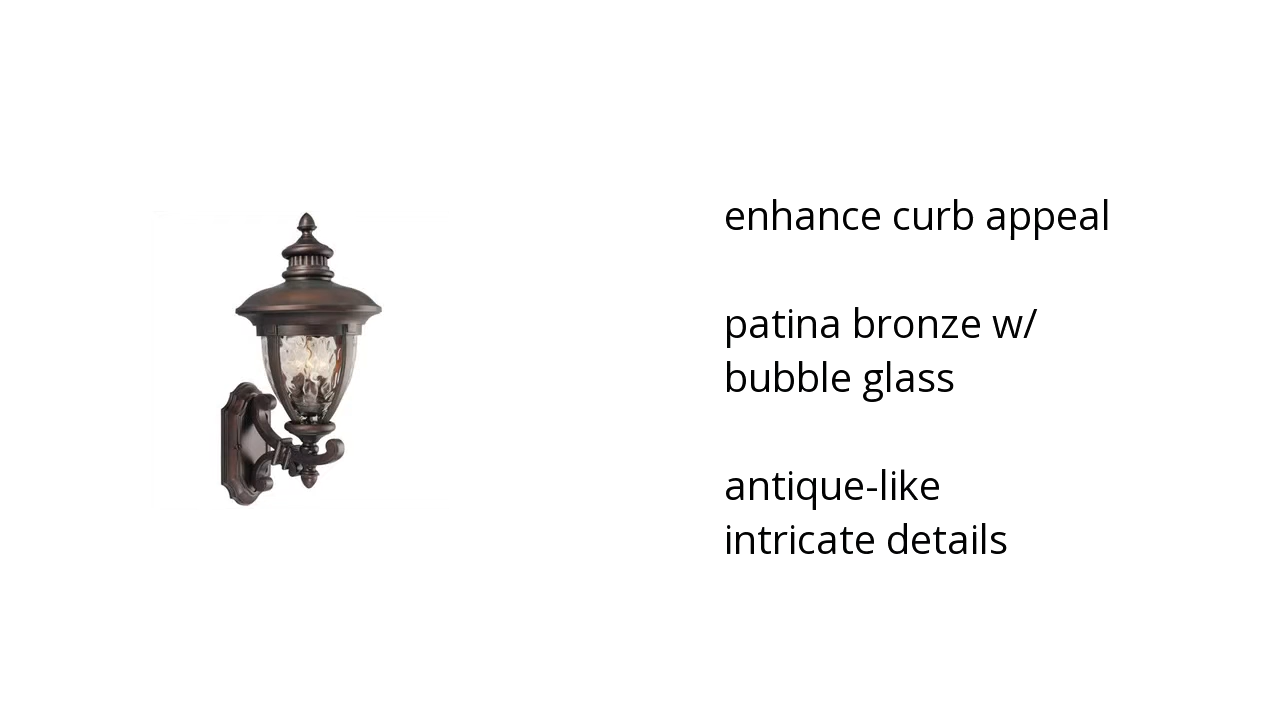 enhance curb appeal
patina bronze w/
bubble glass
antique-like
intricate details